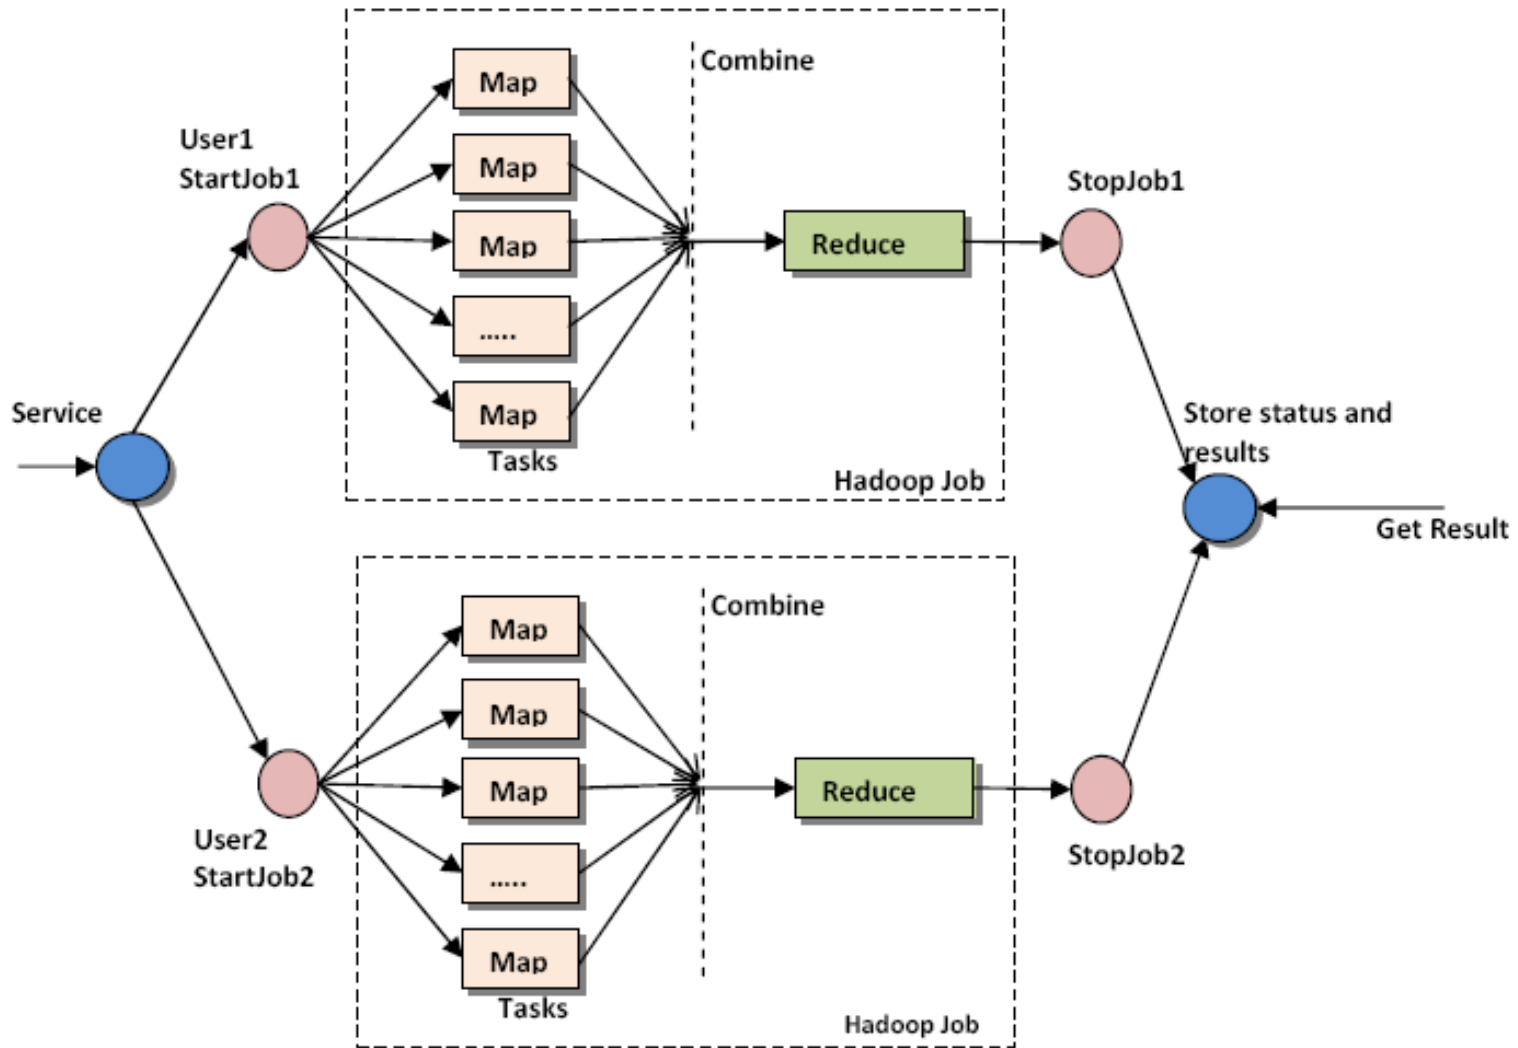 Combine
Map
User1
StartJob1
Map
StopJob1
Map
Reduce
.....
Service
Map
Store status and
results
Tasks
Hadoop Job
Get Result
Combine
Map
Map
Map
Reduce
User2
StartJob2
.....
StopJob2
Map
Tasks
Hadoop Job